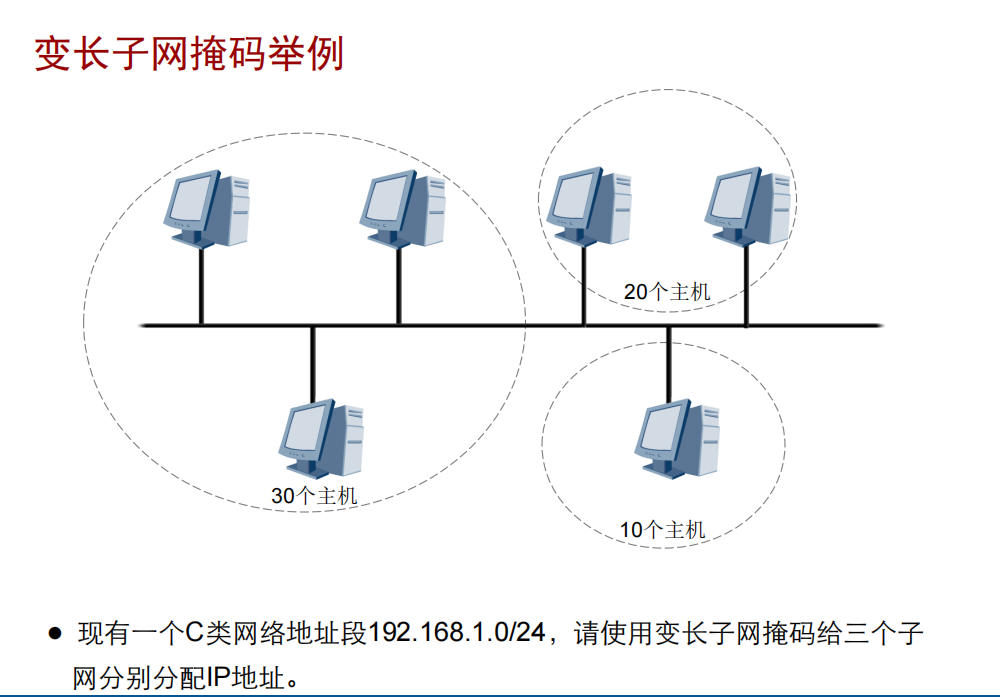 变长子网掩码举例
20个主机
30个主机
10个主机
● 现有一个C类网络地址段192.168.1.0/24，请使用变长子网掩码给三个子
网分别分配IP地址。